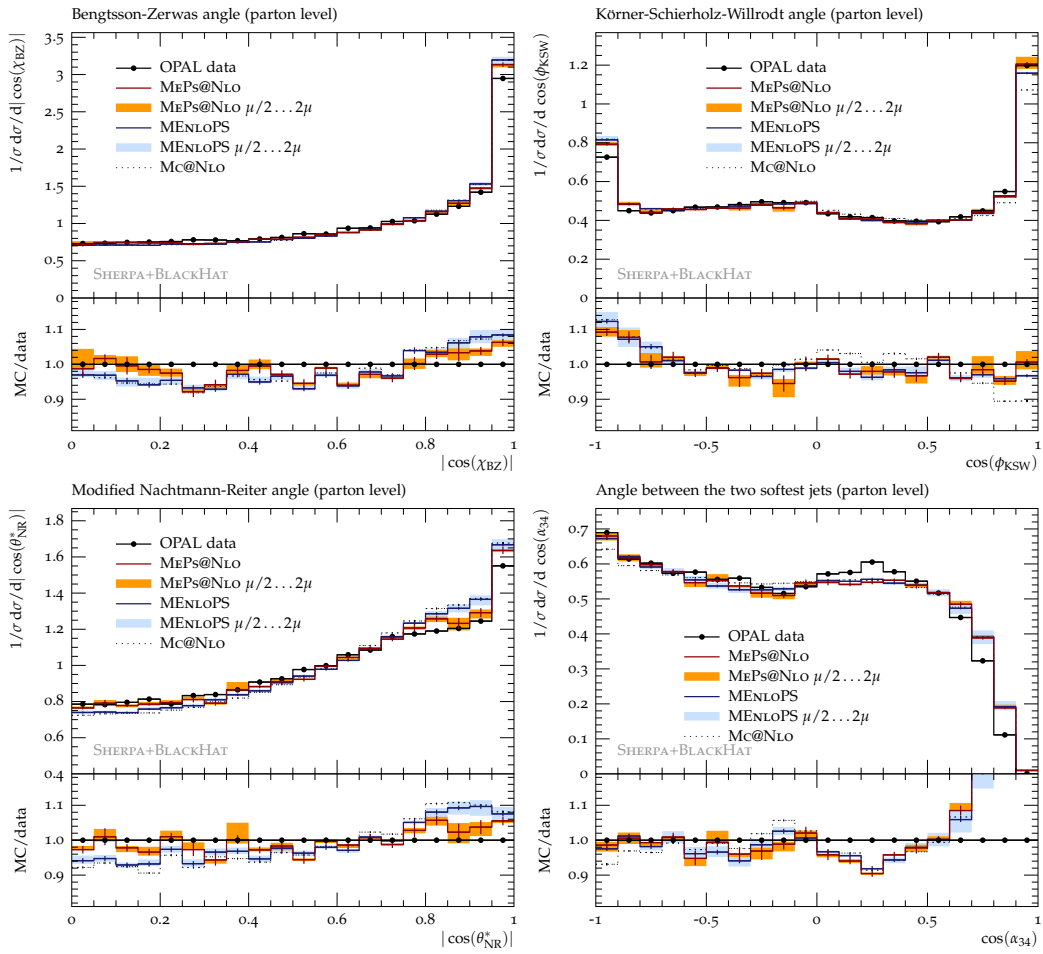 Bengtsson-Zerwas angle (parton level)
1/σ dσ/d| cos(χBZ)|
3.5
3
2.5
2
1.5
1
0.5
0
OPAL data
MEPS@NLO
MEPS@NLO μ/2...2μ
MENLOPS
MENLOPS μ/2...2μ
MC@NLO
SHERPA+BLACKHAT
MC/data
1.1
1.0
0.9
0 0.2 0.4 0.6 0.8 1
| cos(χBZ)|
Körner-Schierholz-Willrodt angle (parton level)
1/σ dσ/d cos(φKSW)
1.2
1
0.8
0.6
0.4
0.2
0
OPAL data
MEPS@NLO
MEPS@NLO μ/2...2μ
MENLOPS
MENLOPS μ/2...2μ
MC@NLO
SHERPA+BLACKHAT
MC/data
1.1
1.0
0.9
-1 -0.5 0 0.5 1
cos(φKSW)
Modified Nachtmann-Reiter angle (parton level)
1/σ dσ/d| cos(θ*NR)|
1.8
1.6
1.4
1.2
1
0.8
0.6
0.4
OPAL data
MEPS@NLO
MEPS@NLO μ/2...2μ
MENLOPS
MENLOPS μ/2...2μ
MC@NLO
SHERPA+BLACKHAT
MC/data
1.1
1.0
0.9
0 0.2 0.4 0.6 0.8 1
| cos(θ*NR)|
Angle between the two softest jets (parton level)
1/σ dσ/d cos(α34)
0.7
0.6
0.5
0.4
0.3
0.2
0.1
0
OPAL data
MEPS@NLO
MEPS@NLO μ/2...2μ
MENLOPS
MENLOPS μ/2...2μ
MC@NLO
SHERPA+BLACKHAT
MC/data
1.1
1.0
0.9
-1 -0.5 0 0.5 1
cos(α34)